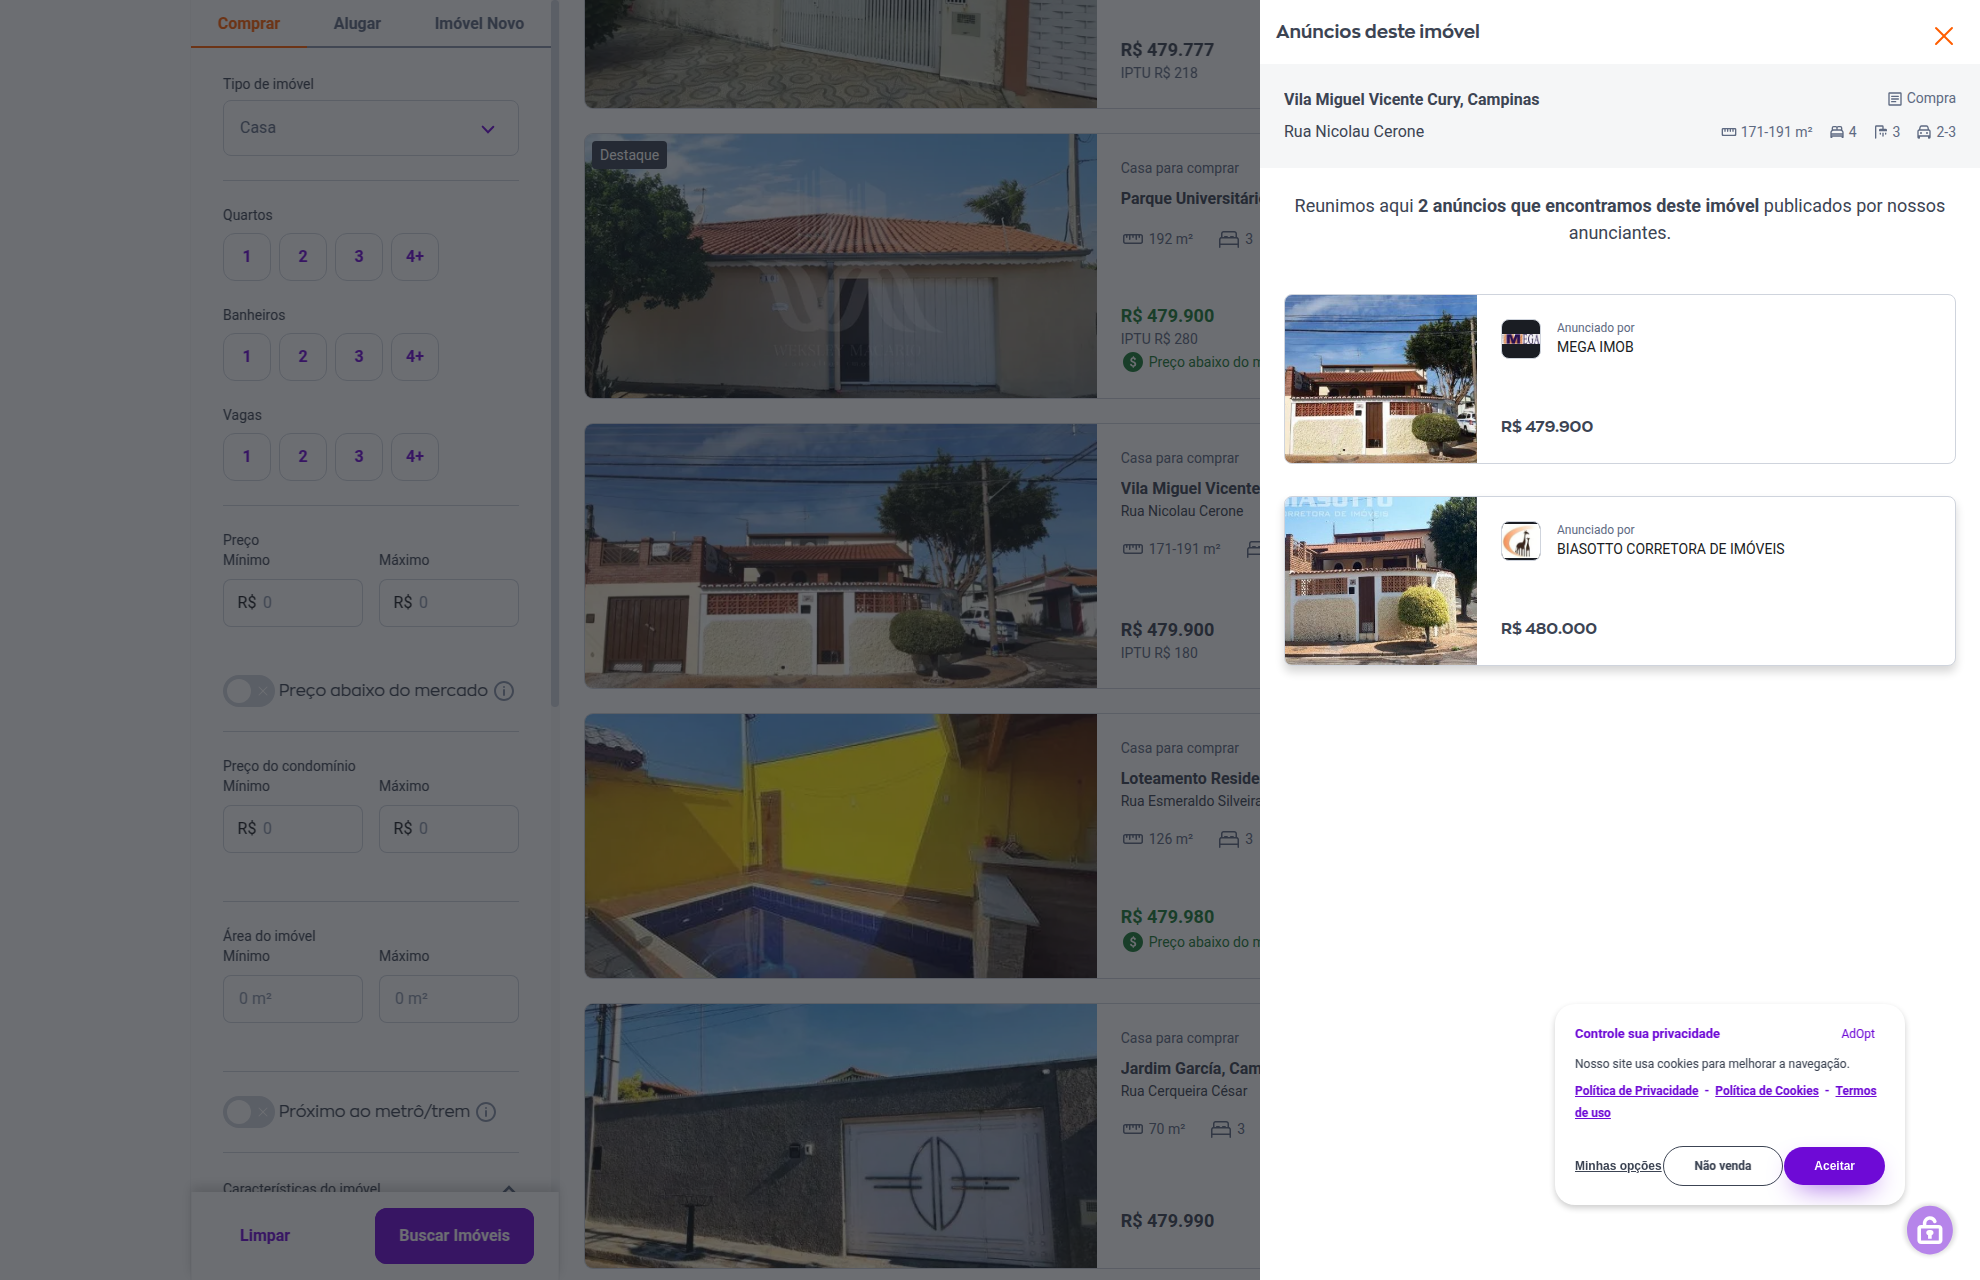 Comprar
Alugar
Imóvel Novo
Tipo de imóvel
Casa
Quartos
1
2
3
4+
Banheiros
1
2
3
4+
Vagas
1
2
3
4+
Preço
Mínimo
Máximo
R$ 0
R$ 0
Preço abaixo do mercado
Preço do condomínio
Mínimo
Máximo
R$ 0
R$ 0
Área do imóvel
Mínimo
Máximo
0 m²
0 m²
Próximo ao metrô/trem
Características do imóvel
Limpar
Buscar Imóveis
R$ 479.777
IPTU R$ 218
Destaque
Casa para comprar
Parque Universitári
192 m²
3
R$ 479.900
IPTU R$ 280
Preço abaixo do m
Casa para comprar
Vila Miguel Vicente
Rua Nicolau Cerone
171-191 m²
R$ 479.900
IPTU R$ 180
Casa para comprar
Loteamento Reside
Rua Esmeraldo Silveira
126 m²
3
R$ 479.980
Preço abaixo do m
Casa para comprar
Jardim García, Cam
Rua Cerqueira César
70 m²
3
R$ 479.990
Anúncios deste imóvel
Vila Miguel Vicente Cury, Campinas
Compra
Rua Nicolau Cerone
171-191 m²
4
3
2-3
Reunimos aqui 2 anúncios que encontramos deste imóvel publicados por nossos
anunciantes.
MEGA
Anunciado por
MEGA IMOB
R$ 479.900
CORRETORA DE IMÓVEIS
Anunciado por
BIASOTTO CORRETORA DE IMÓVEIS
R$ 480.000
Controle sua privacidade
AdOpt
Nosso site usa cookies para melhorar a navegação.
Política de Privacidade - Política de Cookies - Termos
de uso
Minhas opções
Não venda
Aceitar